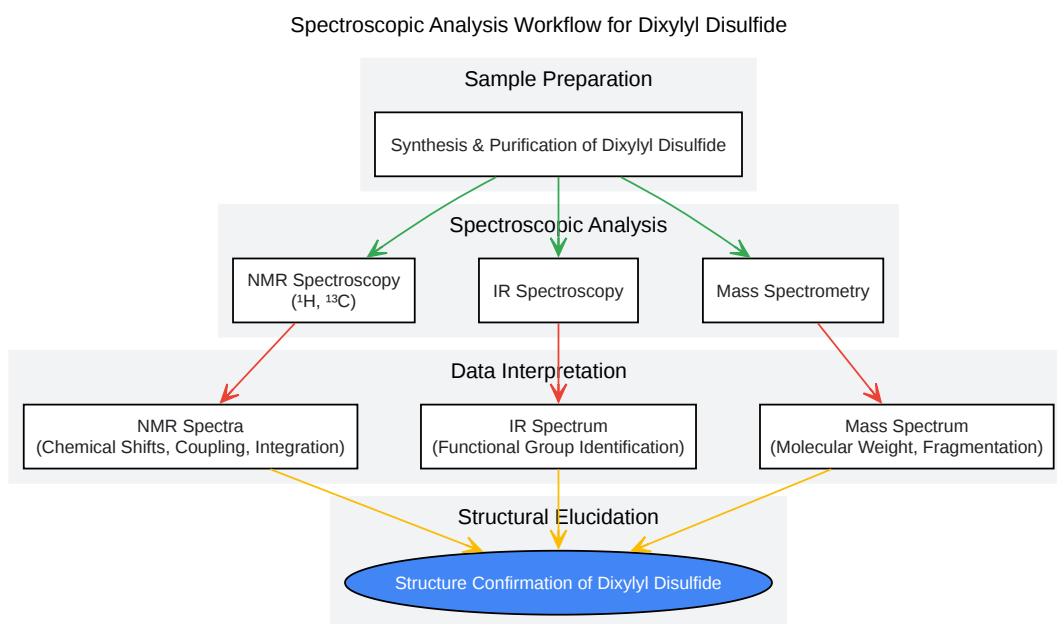 Spectroscopic Analysis Workflow for Dixylyl Disulfide
Sample Preparation
Synthesis & Purification of Dixylyl Disulfide
Spectroscopic Analysis
NMR Spectroscopy
(¹H, ¹³C)
IR Spectroscopy
Mass Spectrometry
Data Interpretation
NMR Spectra
(Chemical Shifts, Coupling, Integration)
IR Spectrum
(Functional Group Identification)
Mass Spectrum
(Molecular Weight, Fragmentation)
Structural Elucidation
Structure Confirmation of Dixylyl Disulfide